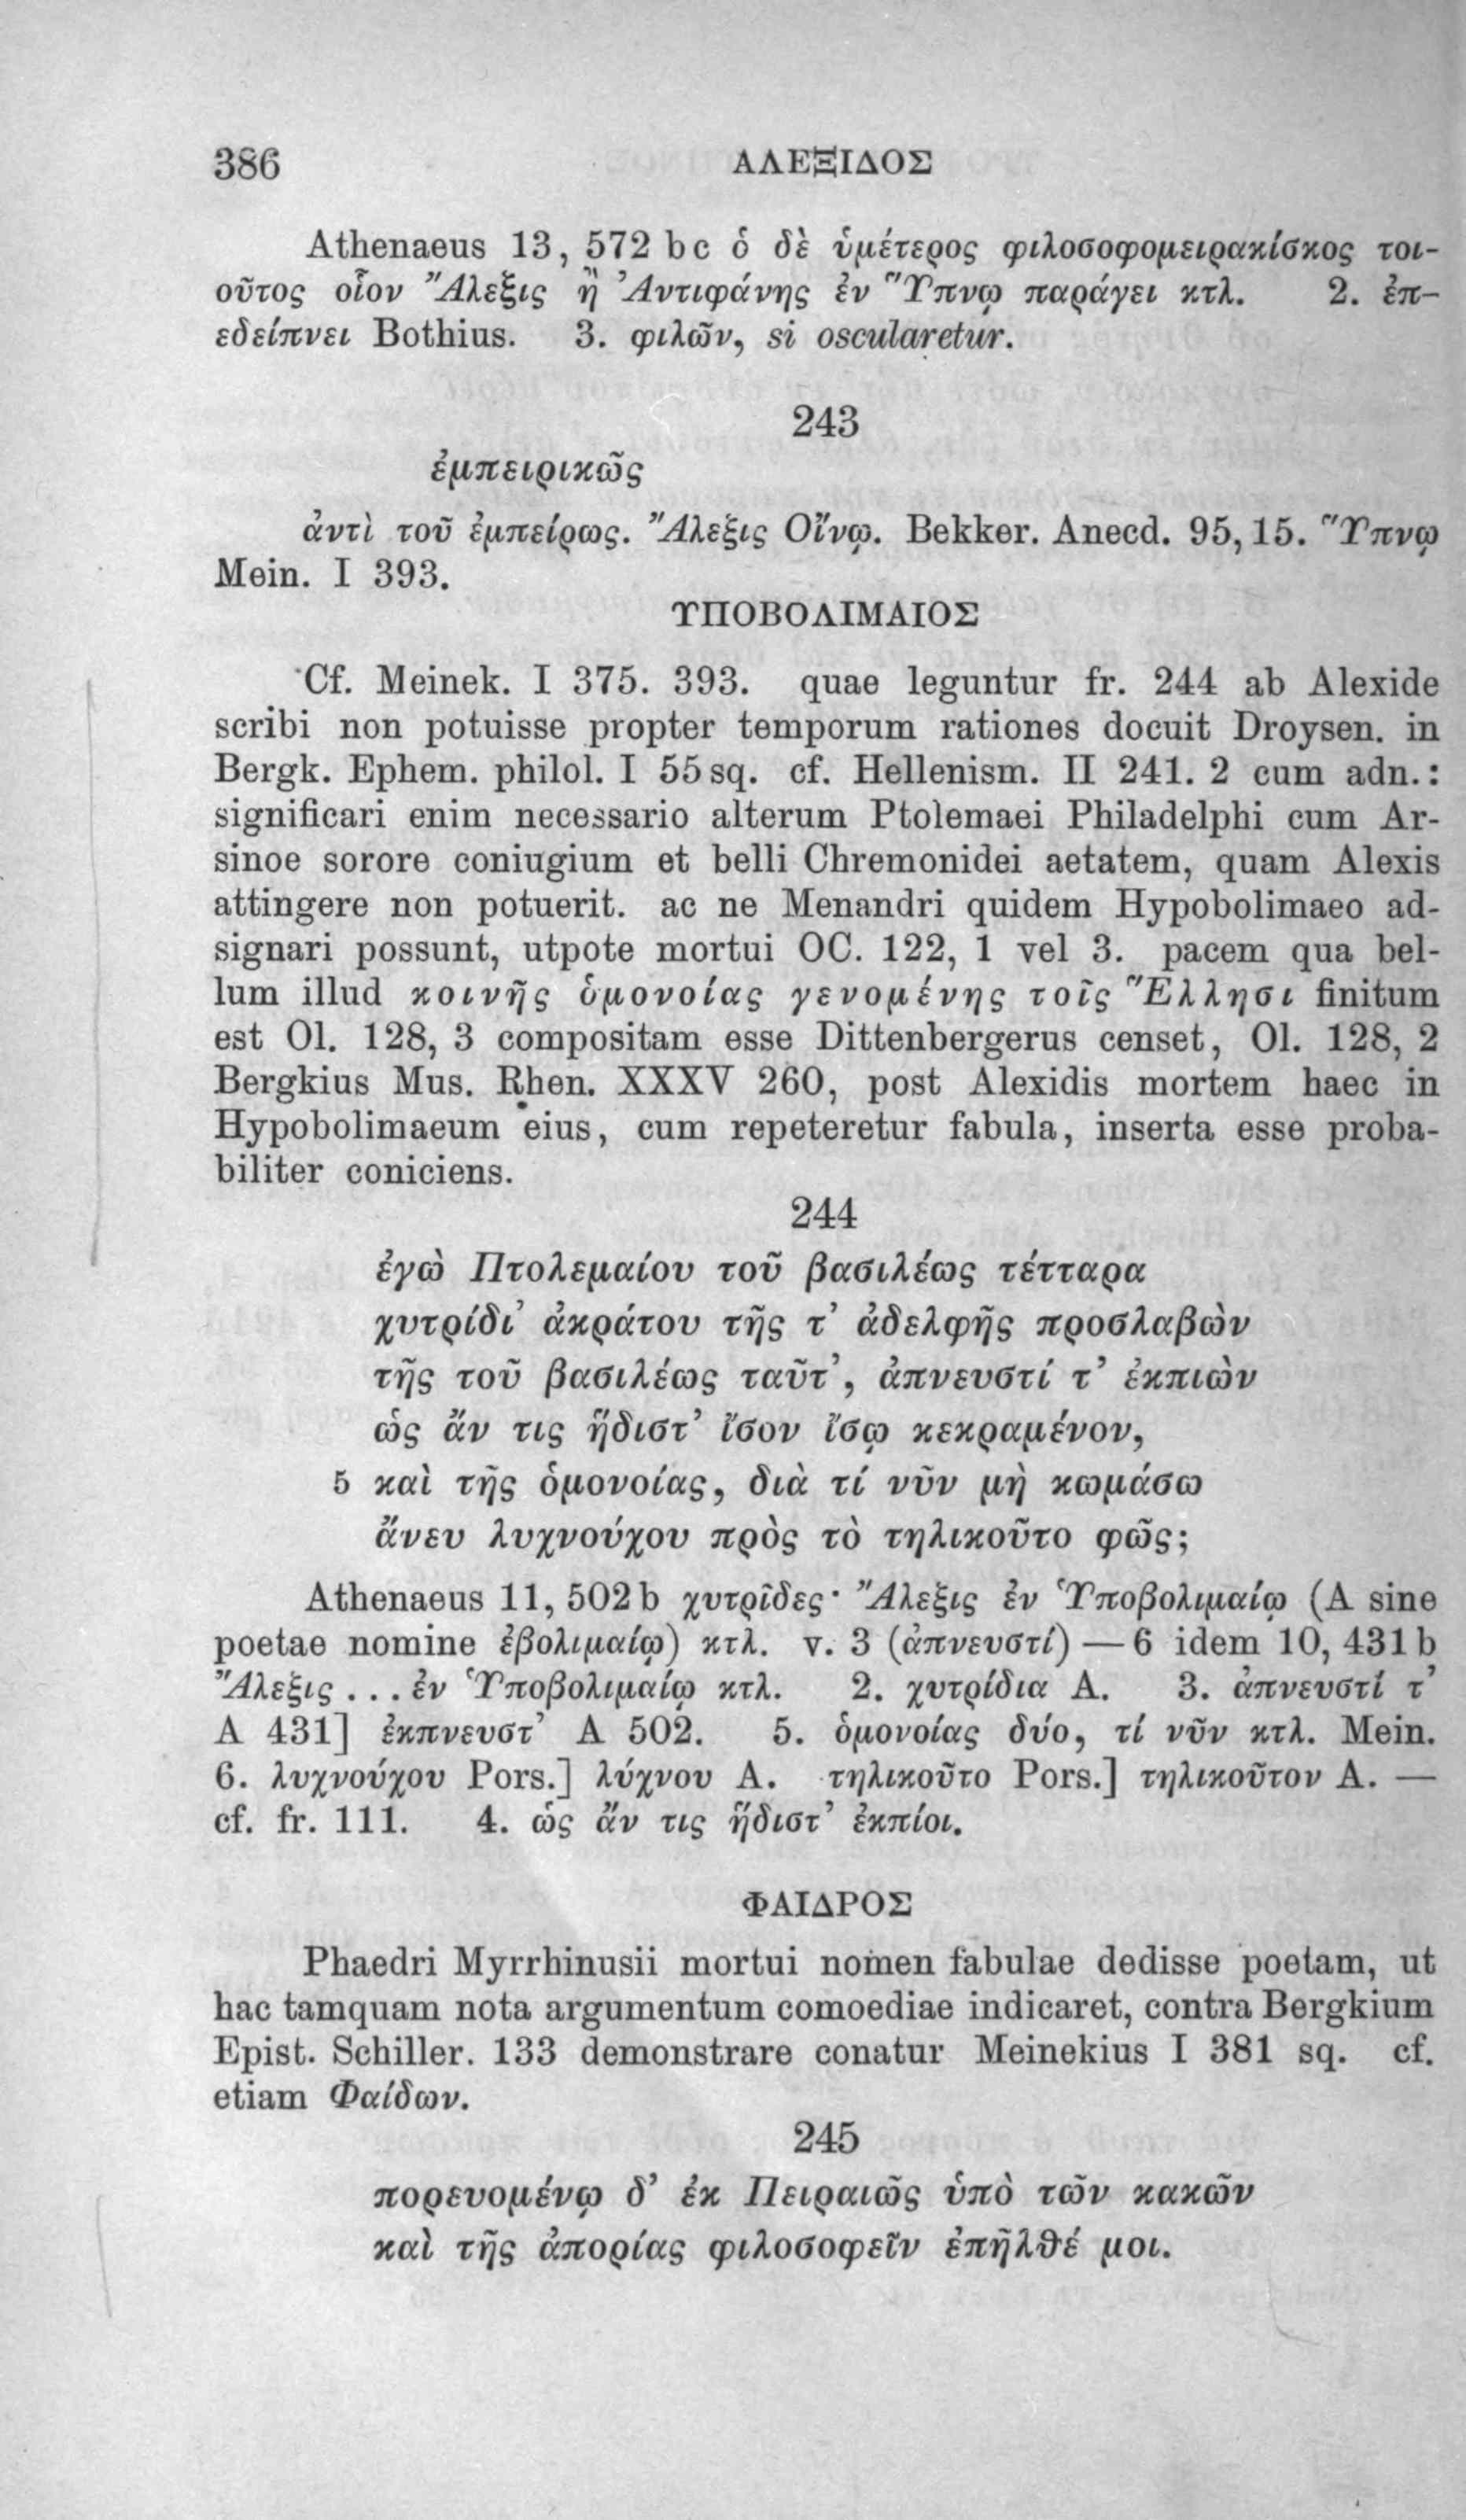 386 ΑΛΕΞΙΔΟΣ
Athenaeus 13, 572 b c ὁ δὲ ὑμέτερος φιλοσοφομειρακίσκος τοι-
οῦτος οἷον Ἄλεξις ἢ Ἀντιφάνης ἐν Ὕπνῳ παράγει κτλ. 2. ἐπ-
εδείπνει Bothius. 3. φιλῶν, si oscularetur.
243
ἐμπειρικῶς
ἀντὶ τοῦ ἐμπείρως. Ἄλεξις Οἴνῳ. Bekker. Anecd. 95, 15. Ὕπνῳ
Mein. I 393.
ΥΠΟΒΟΛΙΜΑΙΟΣ
Cf. Meinek. I 375. 393. quae leguntur fr. 244 ab Alexide
scribi non potuisse propter temporum rationes docuit Droysen. in
Bergk. Ephem. philol. I 55 sq. cf. Hellenism. II 241. 2 cum adn.:
significari enim necessario alterum Ptolemaei Philadelphi cum Ar-
sinoe sorore coniugium et belli Chremonidei aetatem, quam Alexis
attingere non potuerit. ac ne Menandri quidem Hypobolimaeo ad-
signari possunt, utpote mortui OC. 122, 1 vel 3. pacem qua bel-
lum illud κοινῆς ὁμονοίας γενομένης τοῖς Ἕλλησι finitum
est Ol. 128, 3 compositam esse Dittenbergerus censet, Ol. 128, 2
Bergkius Mus. Rhen. XXXV 260, post Alexidis mortem haec in
Hypobolimaeum eius, cum repeteretur fabula, inserta esse proba-
biliter coniciens.
244
ἐγὼ Πτολεμαίου τοῦ βασιλέως τέτταρα
χυτρίδι’ ἀκράτου τῆς τ’ ἀδελφῆς προσλαβὼν
τῆς τοῦ βασιλέως ταῦτ’, ἀπνευστί τ’ ἐκπιὼν
ὡς ἄν τις ἥδιστ’ ἴσον ἴσῳ κεκραμένον,
5 καὶ τῆς ὁμονοίας, διὰ τί νῦν μὴ κωμάσω
ἄνευ λυχνούχου πρὸς τὸ τηλικοῦτο φῶς;
Athenaeus 11, 502 b χυτρῖδες· Ἄλεξις ἐν Ὑποβολιμαίῳ (A sine
poetae nomine ἐβολιμαίῳ) κτλ. v. 3 (ἀπνευστί) — 6 idem 10, 431 b
Ἄλεξις ... ἐν Ὑποβολιμαίῳ κτλ. 2. χυτρίδια A. 3. ἀπνευστί τ’
A 431] ἐκπνευστ’ A 502. 5. ὁμονοίας δύο, τί νῦν κτλ. Mein.
6. λυχνούχου Pors.] λύχνου A. τηλικοῦτο Pors.] τηλικοῦτον A. —
cf. fr. 111. 4. ὡς ἄν τις ἥδιστ’ ἐκπίοι.
ΦΑΙΔΡΟΣ
Phaedri Myrrhinusii mortui nomen fabulae dedisse poetam, ut
hac tamquam nota argumentum comoediae indicaret, contra Bergkium
Epist. Schiller. 133 demonstrare conatur Meinekius I 381 sq. cf.
etiam Φαίδων.
245
πορευομένῳ δ’ ἐκ Πειραιῶς ὑπὸ τῶν κακῶν
καὶ τῆς ἀπορίας φιλοσοφεῖν ἐπῆλθέ μοι.